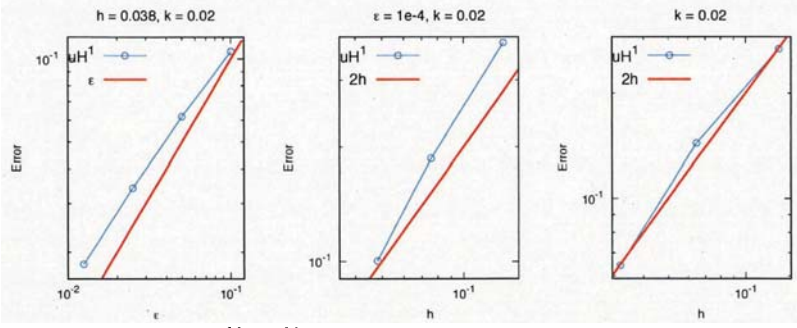 h = 0.038, k = 0.02
10⁻¹
uH¹
ε
Error
10⁻²
10⁻¹
ε
ε = 1e-4, k = 0.02
uH¹
2h
Error
10⁻¹
10⁻¹
h
k = 0.02
uH¹
2h
Error
10⁻¹
10⁻¹
h